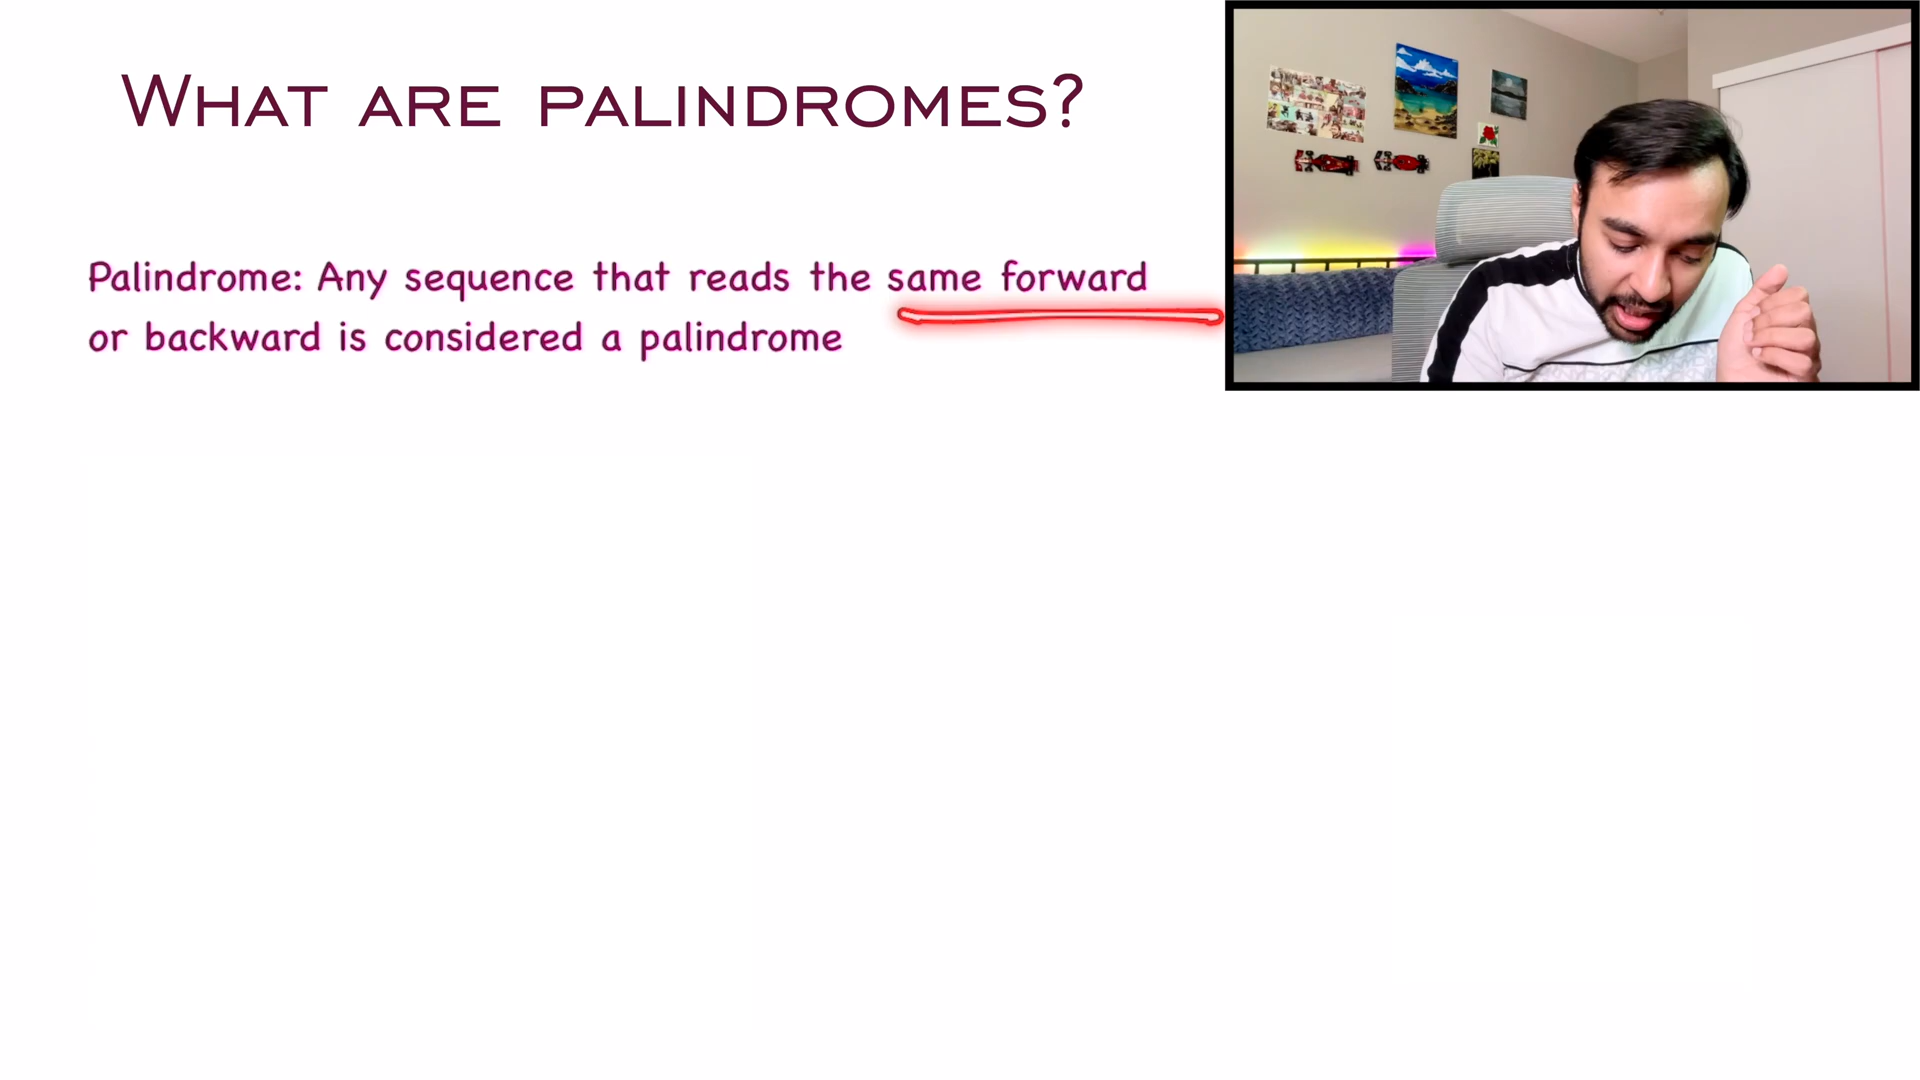 WHAT ARE PALINDROMES?
Palindrome: Any sequence that reads the same forward
or backward is considered a palindrome